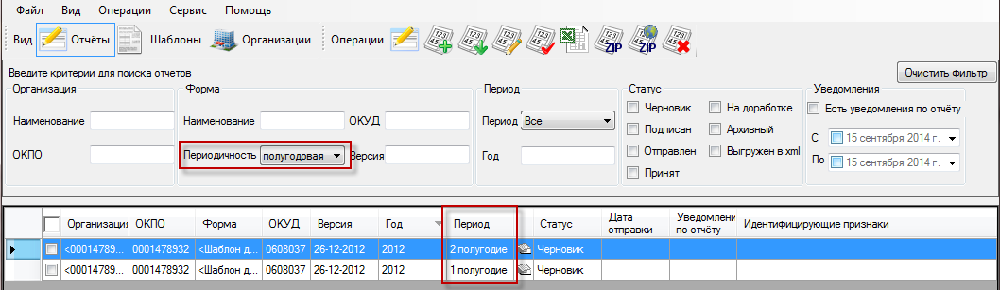 Файл Вид Операции Сервис Помощь
Вид Отчёты Шаблоны Организации Операции
Введите критерии для поиска отчетов Очистить фильтр
Организация Форма Период Статус Уведомления
Наименование Наименование ОКУД Период Все Черновик На доработке Есть уведомления по отчёту
Подписан Архивный С 15 сентября 2014 г.
ОКПО Периодичность полугодовая Версия Год Отправлен Выгружен в xml По 15 сентября 2014 г.
Принят
Организаци ОКПО Форма ОКУД Версия Год Период Статус Дата отправки Уведомлени по отчёту Идентифицирующие признаки
<00014789... 0001478932 <Шаблон д... 0608037 26-12-2012 2012 2 полугодие Черновик
<00014789... 0001478932 <Шаблон д... 0608037 26-12-2012 2012 1 полугодие Черновик